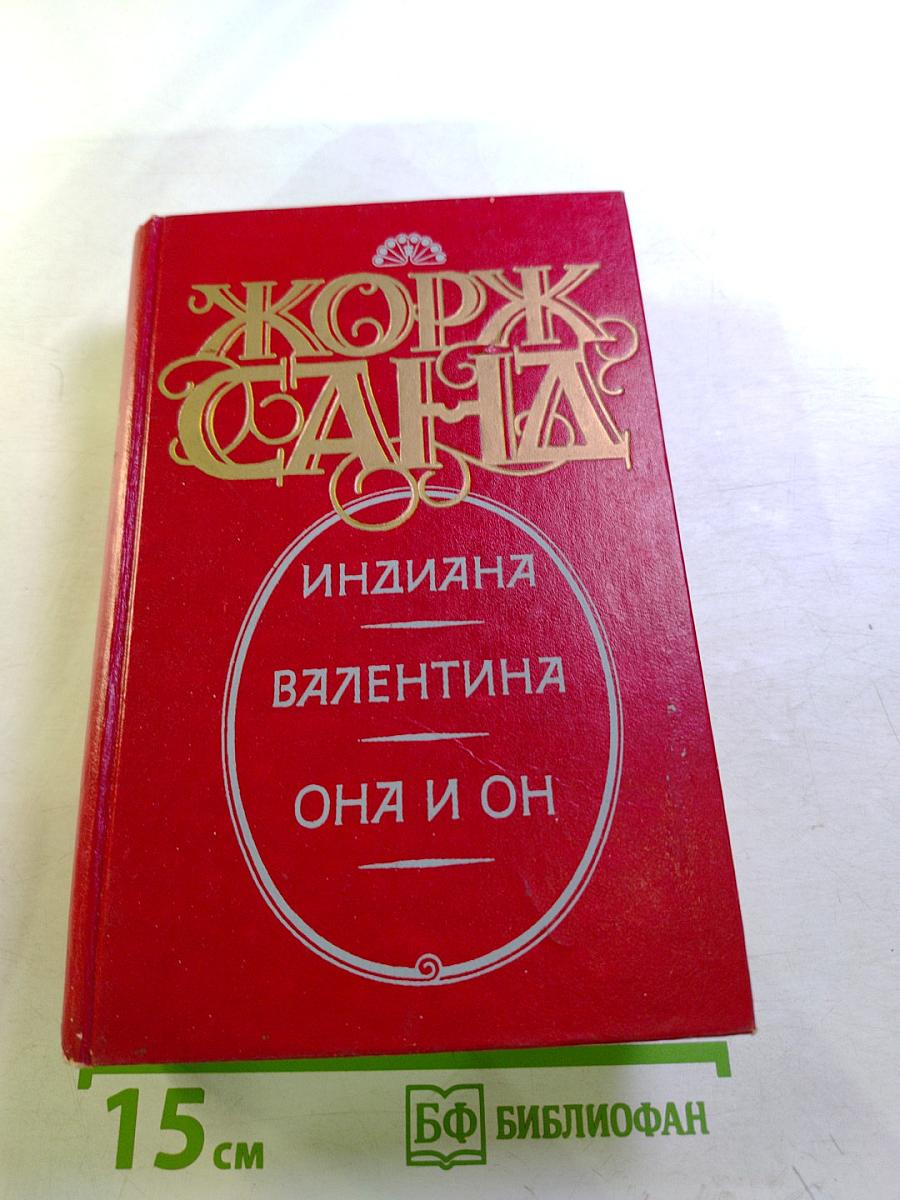 ЖОРЖ
САНД
ИНДИАНА
ВАЛЕНТИНА
ОНА И ОН
15 см
БФ БИБЛИОФАН